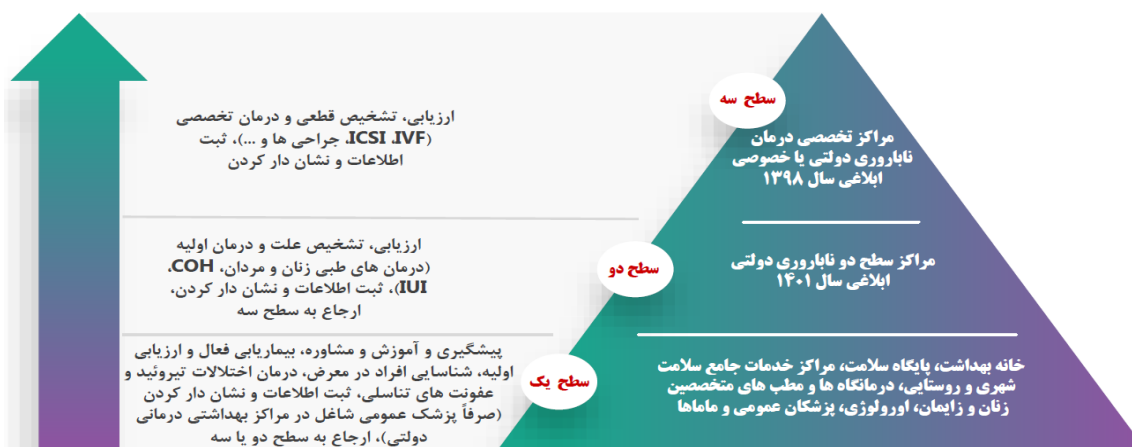 سطح سه
مراکز تخصصی درمان
ناباروری دولتی یا خصوصی
ابلاغی سال ۱۳۹۸
ارزیابی، تشخیص قطعی و درمان تخصصی
(ICSI ،IVF، جراحی ها و ...)، ثبت
اطلاعات و نشان دار کردن
سطح دو
مراکز سطح دو ناباروری دولتی
ابلاغی سال ۱۴۰۱
ارزیابی، تشخیص علت و درمان اولیه
(درمان های طبی زنان و مردان، COH،
IUI)، ثبت اطلاعات و نشان دار کردن،
ارجاع به سطح سه
سطح یک
خانه بهداشت، پایگاه سلامت، مراکز خدمات جامع سلامت
شهری و روستایی، درمانگاه ها و مطب های متخصصین
زنان و زایمان، اورولوژی، پزشکان عمومی و ماماها
پیشگیری و آموزش و مشاوره، بیماریابی فعال و ارزیابی
اولیه، شناسایی افراد در معرض، درمان اختلالات تیروئید و
عفونت های تناسلی، ثبت اطلاعات و نشان دار کردن
(صرفاً پزشک عمومی شاغل در مراکز بهداشتی درمانی
دولتی)، ارجاع به سطح دو یا سه